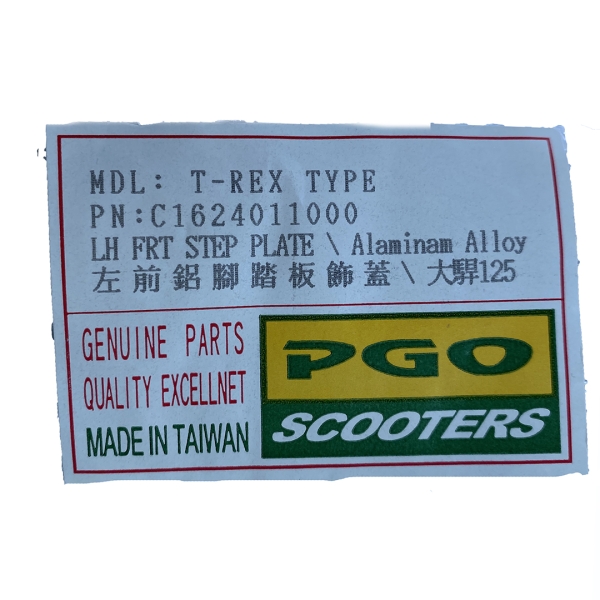 MDL: T-REX TYPE
PN:C1624011000
LH FRT STEP PLATE \ Alaminam Alloy
左前鋁腳踏板飾蓋 \ 大駻125
GENUINE PARTS
QUALITY EXCELLNET
MADE IN TAIWAN
PGO
SCOOTERS